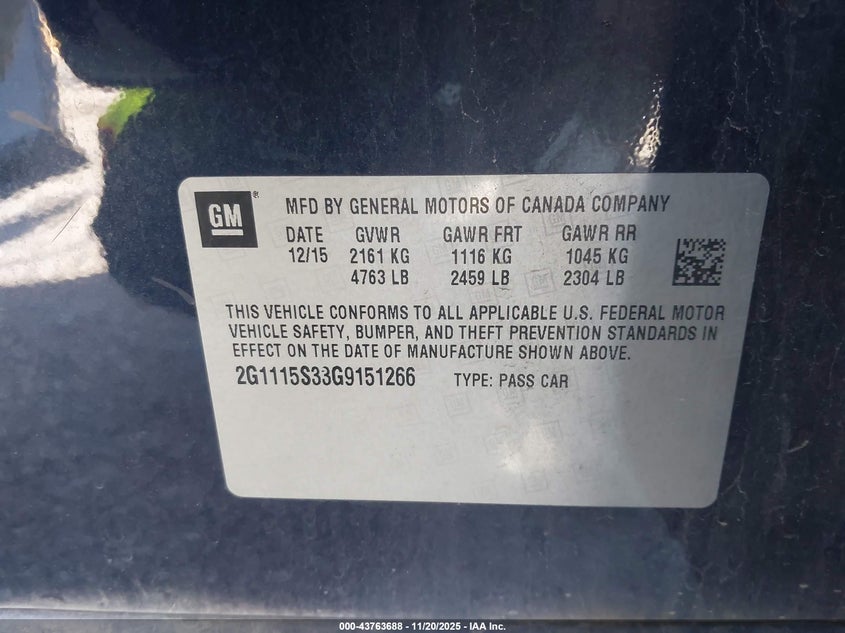 GM ® MFD BY GENERAL MOTORS OF CANADA COMPANY
DATE GVWR GAWR FRT GAWR RR
12/15 2161 KG 1116 KG 1045 KG
4763 LB 2459 LB 2304 LB
THIS VEHICLE CONFORMS TO ALL APPLICABLE U.S. FEDERAL MOTOR
VEHICLE SAFETY, BUMPER, AND THEFT PREVENTION STANDARDS IN
EFFECT ON THE DATE OF MANUFACTURE SHOWN ABOVE.
2G1115S33G9151266 TYPE: PASS CAR
000-43763688 - 11/20/2025 - IAA Inc.